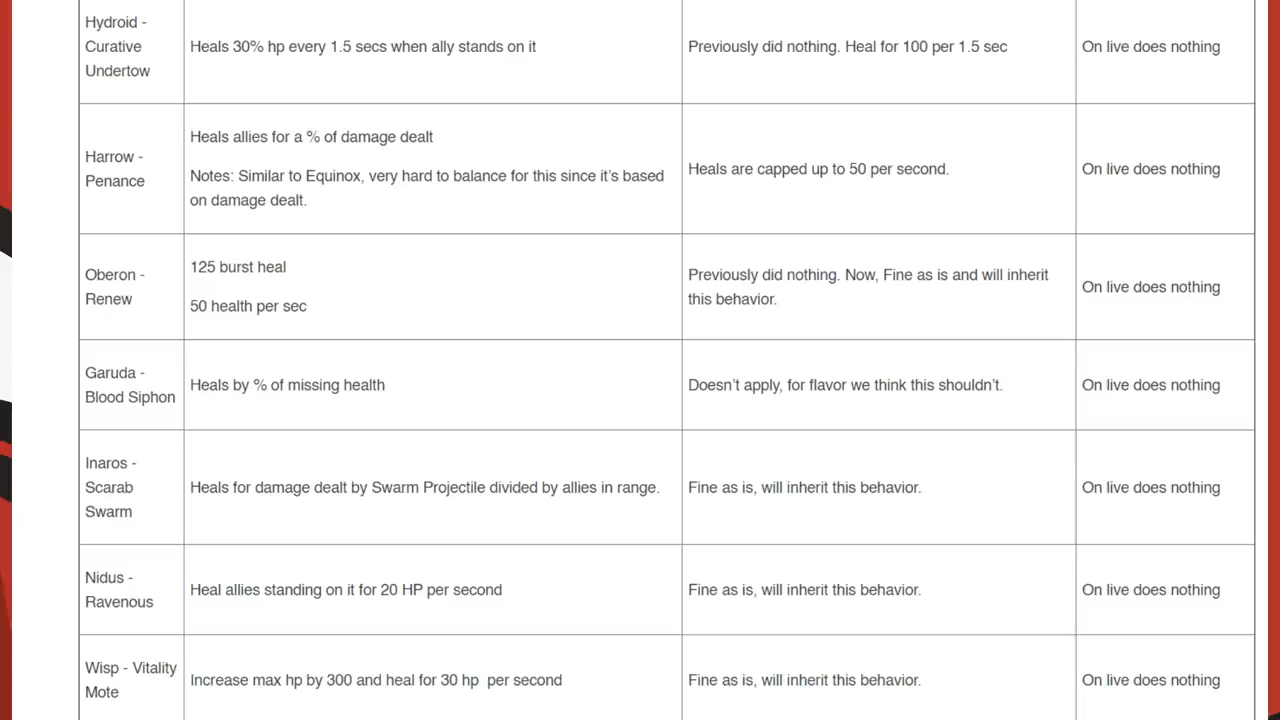 Hydroid -
Curative
Undertow
Heals 30% hp every 1.5 secs when ally stands on it
Previously did nothing. Heal for 100 per 1.5 sec
On live does nothing
Harrow -
Penance
Heals allies for a % of damage dealt
Notes: Similar to Equinox, very hard to balance for this since it’s based
on damage dealt.
Heals are capped up to 50 per second.
On live does nothing
Oberon -
Renew
125 burst heal
50 health per sec
Previously did nothing. Now, Fine as is and will inherit
this behavior.
On live does nothing
Garuda -
Blood Siphon
Heals by % of missing health
Doesn’t apply, for flavor we think this shouldn’t.
On live does nothing
Inaros -
Scarab
Swarm
Heals for damage dealt by Swarm Projectile divided by allies in range.
Fine as is, will inherit this behavior.
On live does nothing
Nidus -
Ravenous
Heal allies standing on it for 20 HP per second
Fine as is, will inherit this behavior.
On live does nothing
Wisp - Vitality
Mote
Increase max hp by 300 and heal for 30 hp  per second
Fine as is, will inherit this behavior.
On live does nothing